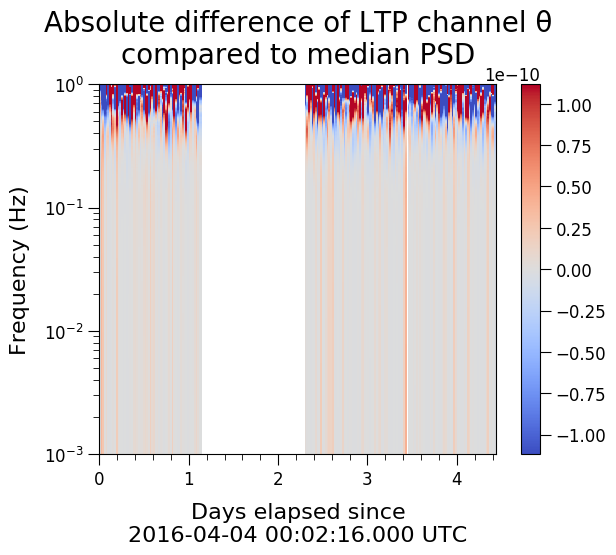 Absolute difference of LTP channel θ
compared to median PSD
1e−10
10⁰
10⁻¹
10⁻²
10⁻³
Frequency (Hz)
0 1 2 3 4
Days elapsed since
2016-04-04 00:02:16.000 UTC
1.00
0.75
0.50
0.25
0.00
−0.25
−0.50
−0.75
−1.00